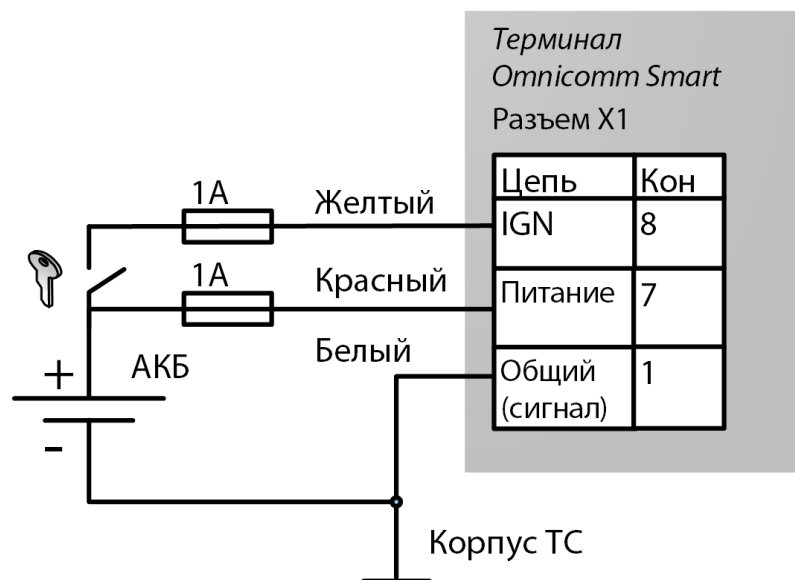 Терминал
Omnicomm Smart
Разъем X1
Цепь Кон
1А Желтый IGN 8
1А Красный Питание 7
Белый
+ АКБ
Общий 1
(сигнал)
-
Корпус ТС